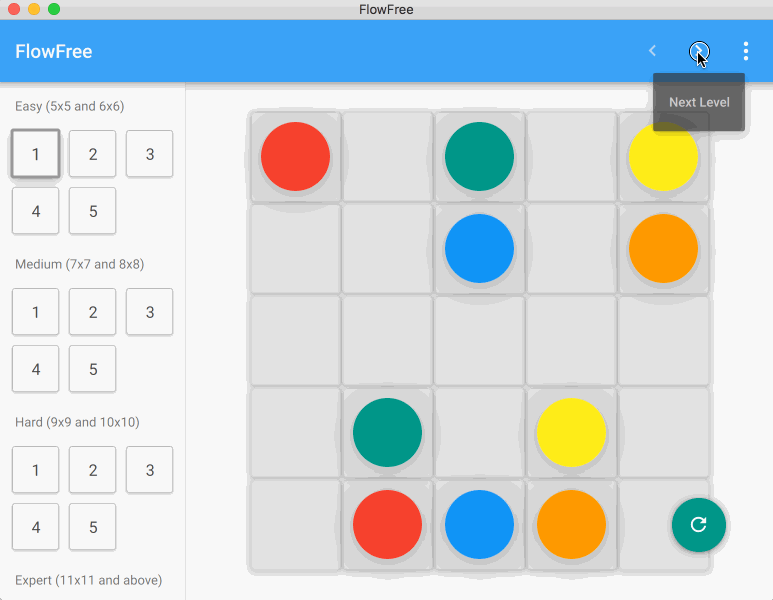 FlowFree
FlowFree
Next Level
Easy (5x5 and 6x6)
1 2 3
4 5
Medium (7x7 and 8x8)
1 2 3
4 5
Hard (9x9 and 10x10)
1 2 3
4 5
Expert (11x11 and above)